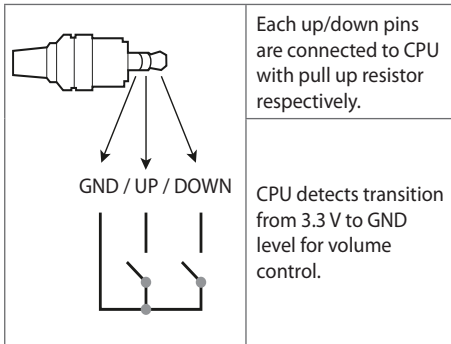 Each up/down pins
are connected to CPU
with pull up resistor
respectively.
GND / UP / DOWN
CPU detects transition
from 3.3 V to GND
level for volume
control.